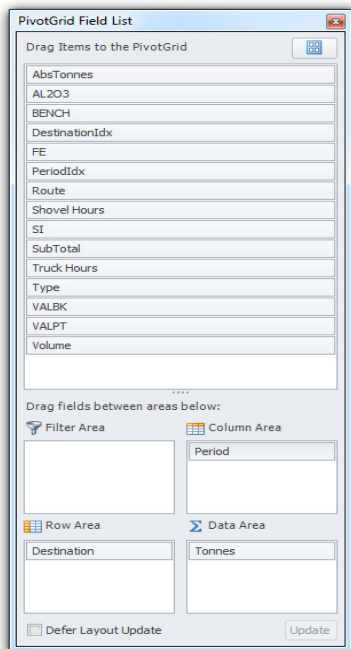 PivotGrid Field List
Drag Items to the PivotGrid
AbsTonnes
AL2O3
BENCH
DestinationIdx
FE
PeriodIdx
Route
Shovel Hours
SI
SubTotal
Truck Hours
Type
VALBK
VALPT
Volume
Drag fields between areas below:
Filter Area
Column Area
Period
Row Area
Data Area
Destination
Tonnes
Defer Layout Update
Update